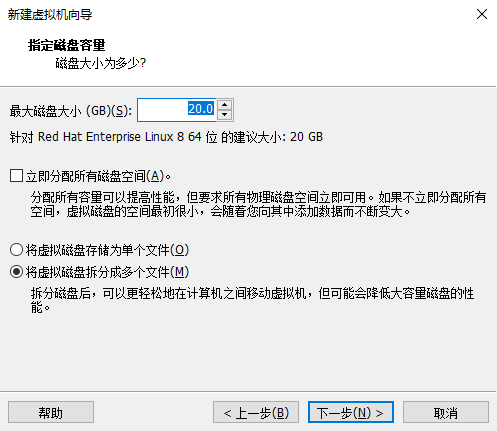 新建虚拟机向导
指定磁盘容量
磁盘大小为多少?
最大磁盘大小 (GB)(S): 20.0
针对 Red Hat Enterprise Linux 8 64 位 的建议大小: 20 GB
立即分配所有磁盘空间(A)。
分配所有容量可以提高性能，但要求所有物理磁盘空间立即可用。如果不立即分配所有
空间，虚拟磁盘的空间最初很小，会随着您向其中添加数据而不断变大。
将虚拟磁盘存储为单个文件(O)
将虚拟磁盘拆分成多个文件(M)
拆分磁盘后，可以更轻松地在计算机之间移动虚拟机，但可能会降低大容量磁盘的性
能。
帮助 < 上一步(B) 下一步(N) > 取消